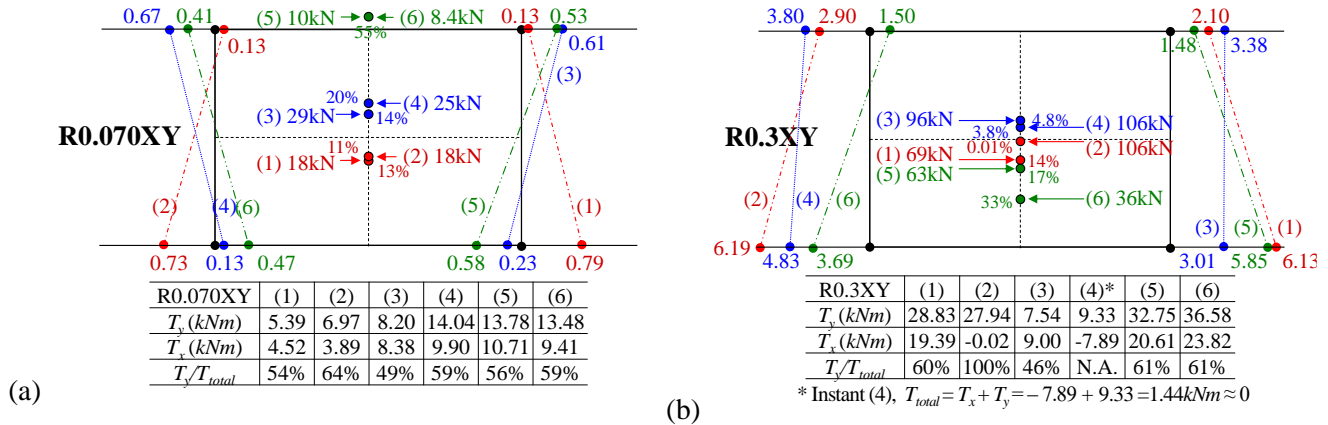 0.67 0.41 (5) 10kN (6) 8.4kN 0.13 0.53
55%
0.13 0.61
(3)
20% (4) 25kN
(3) 29kN 14%
R0.070XY
11% (2) 18kN
(1) 18kN 13%
(2) (4) (6) (5) (1)
0.73 0.13 0.47 0.58 0.23 0.79
R0.070XY (1) (2) (3) (4) (5) (6)
T_y (kNm) 5.39 6.97 8.20 14.04 13.78 13.48
T_x (kNm) 4.52 3.89 8.38 9.90 10.71 9.41
T_y/T_total 54% 64% 49% 59% 56% 59%
(a)
3.80 2.90 1.50 2.10
1.48 3.38
(3) 96kN 4.8%
3.8% (4) 106kN
R0.3XY
0.01% (2) 106kN
(1) 69kN 14%
(5) 63kN 17%
(2) (4) (6) 33% (6) 36kN
(3) (5) (1)
6.19 4.83 3.69 3.01 5.85 6.13
R0.3XY (1) (2) (3) (4)* (5) (6)
T_y (kNm) 28.83 27.94 7.54 9.33 32.75 36.58
T_x (kNm) 19.39 -0.02 9.00 -7.89 20.61 23.82
T_y/T_total 60% 100% 46% N.A. 61% 61%
* Instant (4), T_total = T_x + T_y = − 7.89 + 9.33 =1.44kNm ≈ 0
(b)